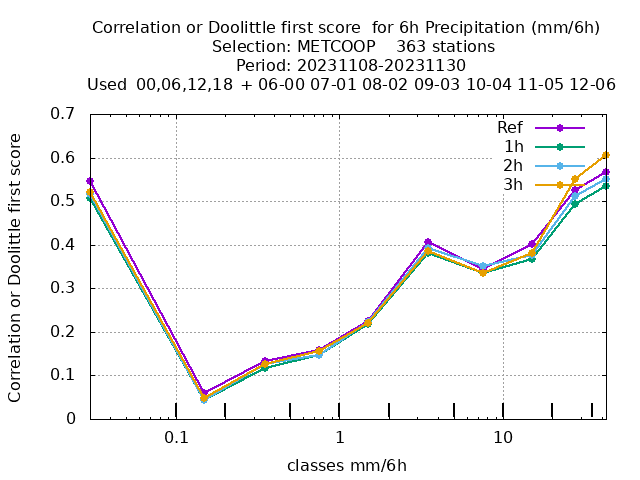 Correlation or Doolittle first score  for 6h Precipitation (mm/6h)
Selection: METCOOP    363 stations
Period: 20231108-20231130
Used  00,06,12,18  + 06-00 07-01 08-02 09-03 10-04 11-05 12-06
Correlation or Doolittle first score
0.7
0.6
0.5
0.4
0.3
0.2
0.1
0
Ref
1h
2h
3h
0.1 1 10
classes mm/6h